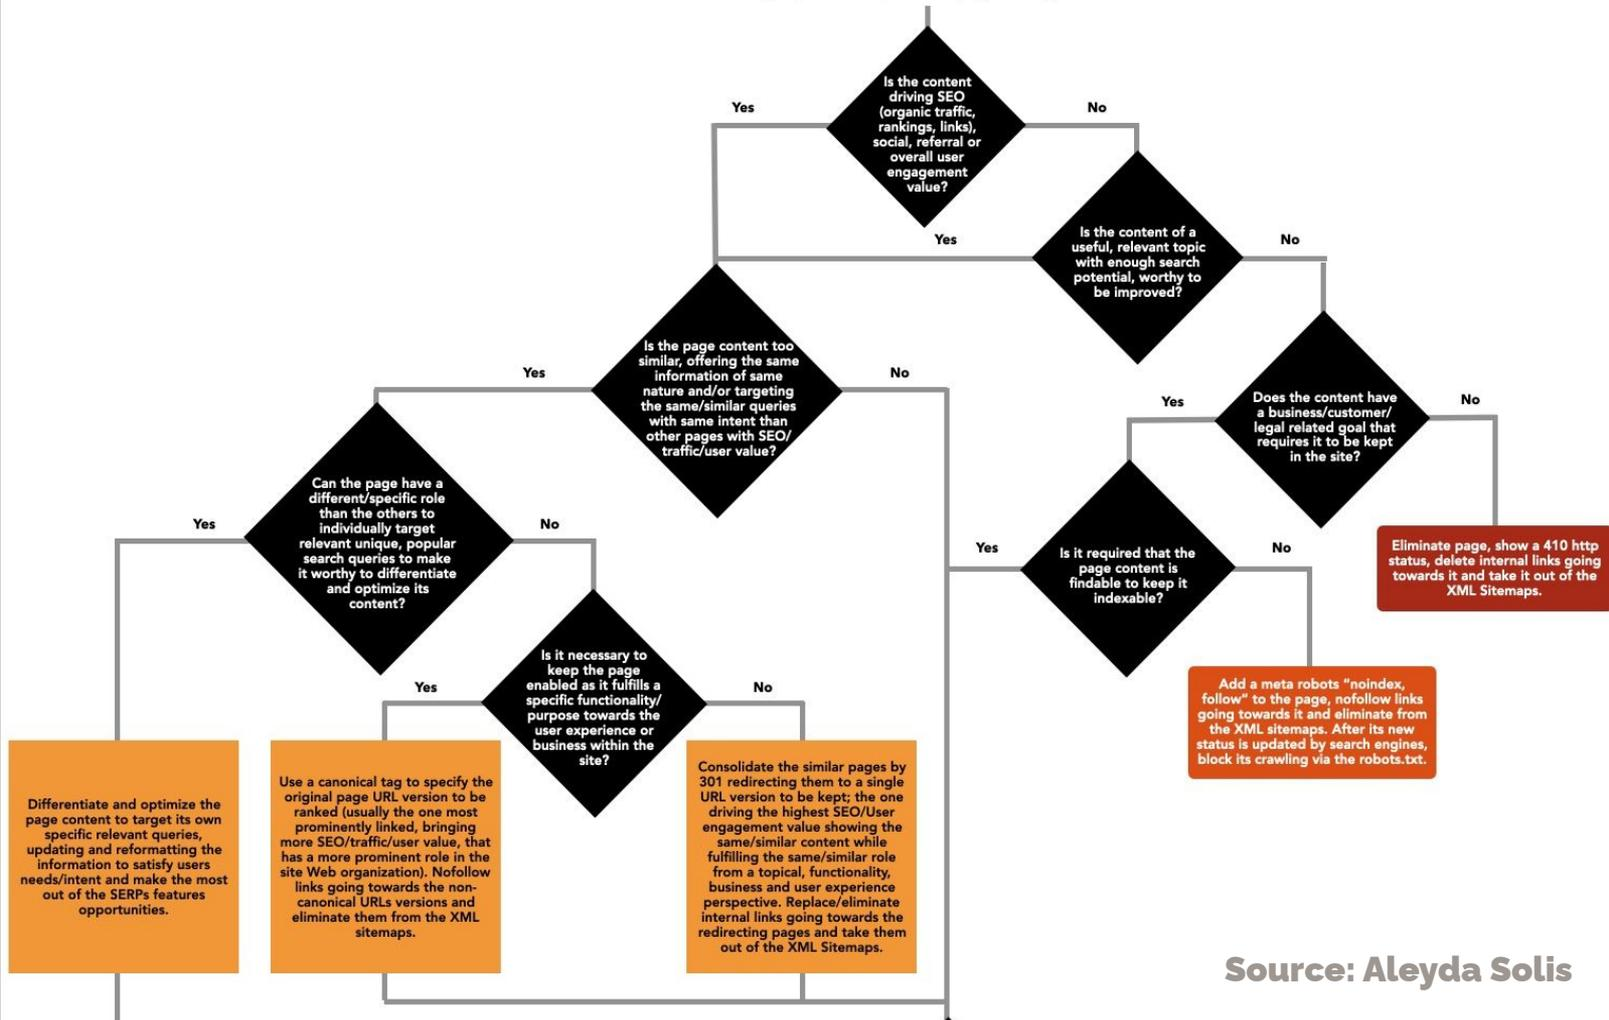 Is the content
driving SEO
(organic traffic,
rankings, links),
social, referral or
overall user
engagement
value?
Yes
No
Is the content of a
useful, relevant topic
with enough search
potential, worthy to
be improved?
Yes
No
Is the page content too
similar, offering the same
information of same
nature and/or targeting
the same/similar queries
with same intent than
other pages with SEO/
traffic/user value?
Yes
No
Does the content have
a business/customer/
legal related goal that
requires it to be kept
in the site?
Yes
No
Can the page have a
different/specific role
than the others to
individually target
relevant unique, popular
search queries to make
it worthy to differentiate
and optimize its
content?
Yes
No
Is it required that the
page content is
findable to keep it
indexable?
Yes
No
Eliminate page, show a 410 http
status, delete internal links going
towards it and take it out of the
XML Sitemaps.
Is it necessary to
keep the page
enabled as it fulfills a
specific functionality/
purpose towards the
user experience or
business within the
site?
Yes
No
Add a meta robots “noindex,
follow” to the page, nofollow links
going towards it and eliminate from
the XML sitemaps. After its new
status is updated by search engines,
block its crawling via the robots.txt.
Differentiate and optimize the
page content to target its own
specific relevant queries,
updating and reformatting the
information to satisfy users
needs/intent and make the most
out of the SERPs features
opportunities.
Use a canonical tag to specify the
original page URL version to be
ranked (usually the one most
prominently linked, bringing
more SEO/traffic/user value, that
has a more prominent role in the
site Web organization). Nofollow
links going towards the non-
canonical URLs versions and
eliminate them from the XML
sitemaps.
Consolidate the similar pages by
301 redirecting them to a single
URL version to be kept; the one
driving the highest SEO/User
engagement value showing the
same/similar content while
fulfilling the same/similar role
from a topical, functionality,
business and user experience
perspective. Replace/eliminate
internal links going towards the
redirecting pages and take them
out of the XML Sitemaps.
Source: Aleyda Solis